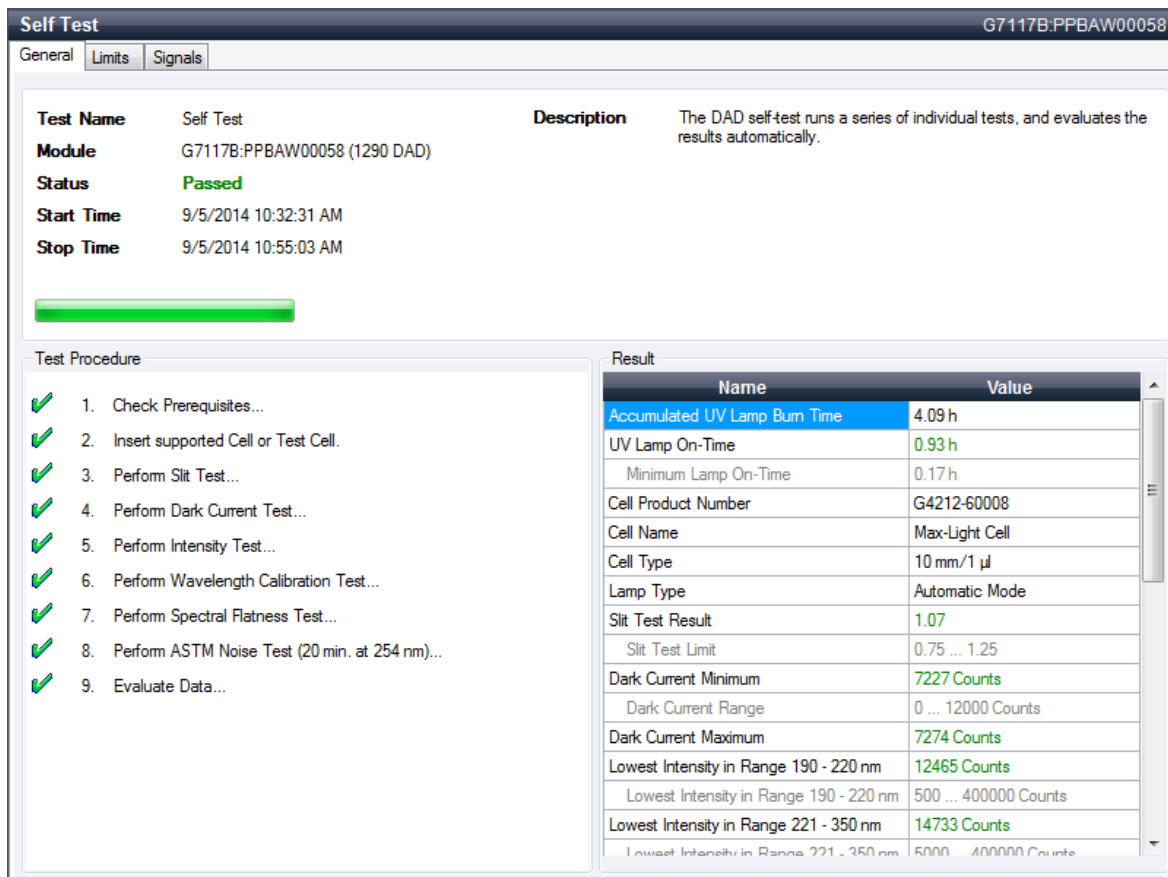 Self Test G7117B:PPBAW00058
General Limits Signals
Test Name Self Test
Module G7117B:PPBAW00058 (1290 DAD)
Status Passed
Start Time 9/5/2014 10:32:31 AM
Stop Time 9/5/2014 10:55:03 AM
Description The DAD self-test runs a series of individual tests, and evaluates the
results automatically.
Test Procedure
1. Check Prerequisites...
2. Insert supported Cell or Test Cell.
3. Perform Slit Test...
4. Perform Dark Current Test...
5. Perform Intensity Test...
6. Perform Wavelength Calibration Test...
7. Perform Spectral Flatness Test...
8. Perform ASTM Noise Test (20 min. at 254 nm)...
9. Evaluate Data...
Result
Name Value
Accumulated UV Lamp Burn Time 4.09 h
UV Lamp On-Time 0.93 h
Minimum Lamp On-Time 0.17 h
Cell Product Number G4212-60008
Cell Name Max-Light Cell
Cell Type 10 mm/1 µl
Lamp Type Automatic Mode
Slit Test Result 1.07
Slit Test Limit 0.75 ... 1.25
Dark Current Minimum 7227 Counts
Dark Current Range 0 ... 12000 Counts
Dark Current Maximum 7274 Counts
Lowest Intensity in Range 190 - 220 nm 12465 Counts
Lowest Intensity in Range 190 - 220 nm 500 ... 400000 Counts
Lowest Intensity in Range 221 - 350 nm 14733 Counts
Lowest Intensity in Range 221 - 350 nm 5000 ... 400000 Counts